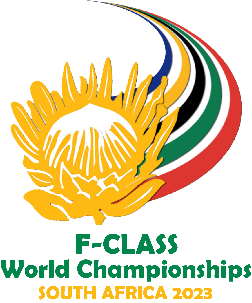 F-CLASS
World Championships
SOUTH AFRICA 2023